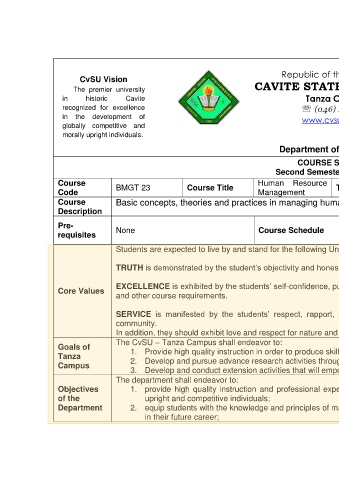 CvSU Vision
The premier university
in historic Cavite
recognized for excellence
in the development of
globally competitive and
morally upright individuals.
Republic of th
CAVITE STATE
Tanza C
☏ (046)
www.cvsu
Department of
COURSE S
Second Semeste
Course Code
BMGT 23
Course Title
Human Resource
Management
T
Course Description
Basic concepts, theories and practices in managing huma
Pre-requisites
None
Course Schedule
Core Values
Students are expected to live by and stand for the following Un
TRUTH is demonstrated by the student's objectivity and hones
EXCELLENCE is exhibited by the students' self-confidence, pu
and other course requirements.
SERVICE is manifested by the students' respect, rapport,
community.
In addition, they should exhibit love and respect for nature and
Goals of
Tanza
Campus
The CvSU – Tanza Campus shall endeavor to:
1. Provide high quality instruction in order to produce skill
2. Develop and pursue advance research activities throug
3. Develop and conduct extension activities that will empo
Objectives
of the
Department
The department shall endeavor to:
1. provide high quality instruction and professional expe
upright and competitive individuals;
2. equip students with the knowledge and principles of ma
in their future career;